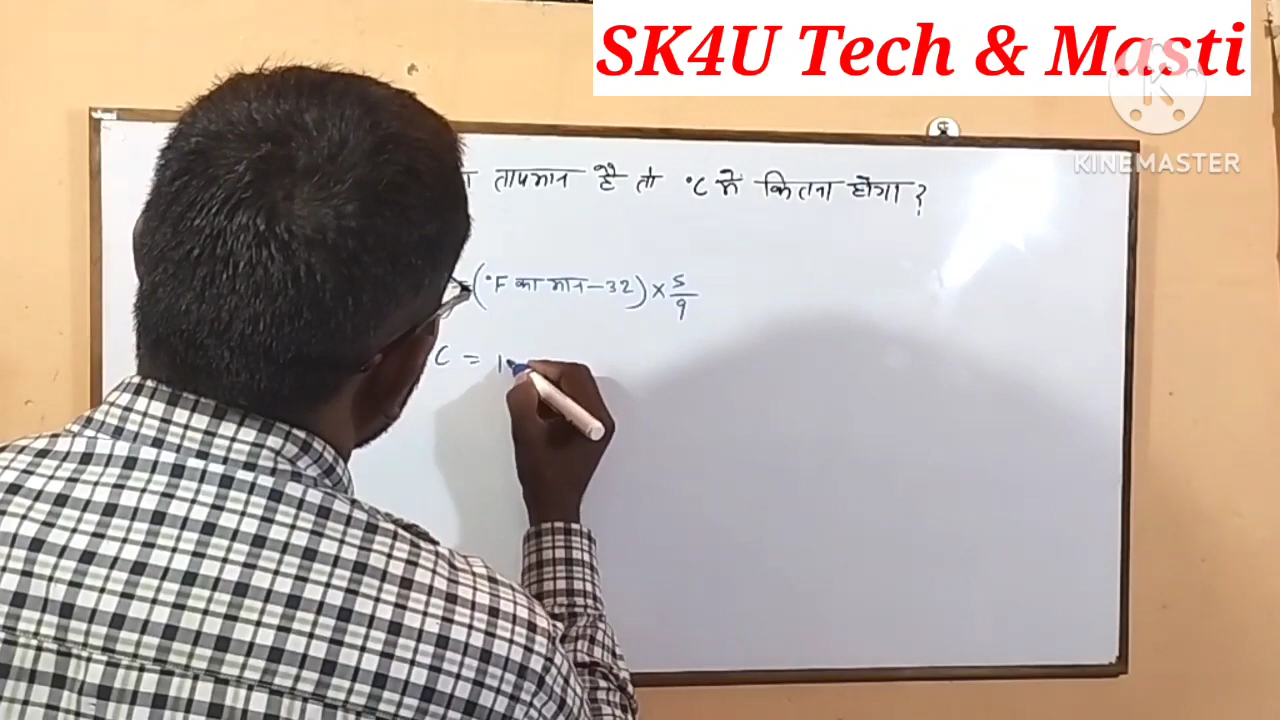 SK4U Tech & Masti
KINEMASTER
तापमान है तो °C में कितना होगा ?
= (°F का मान - 32) × 5/9
C = 1